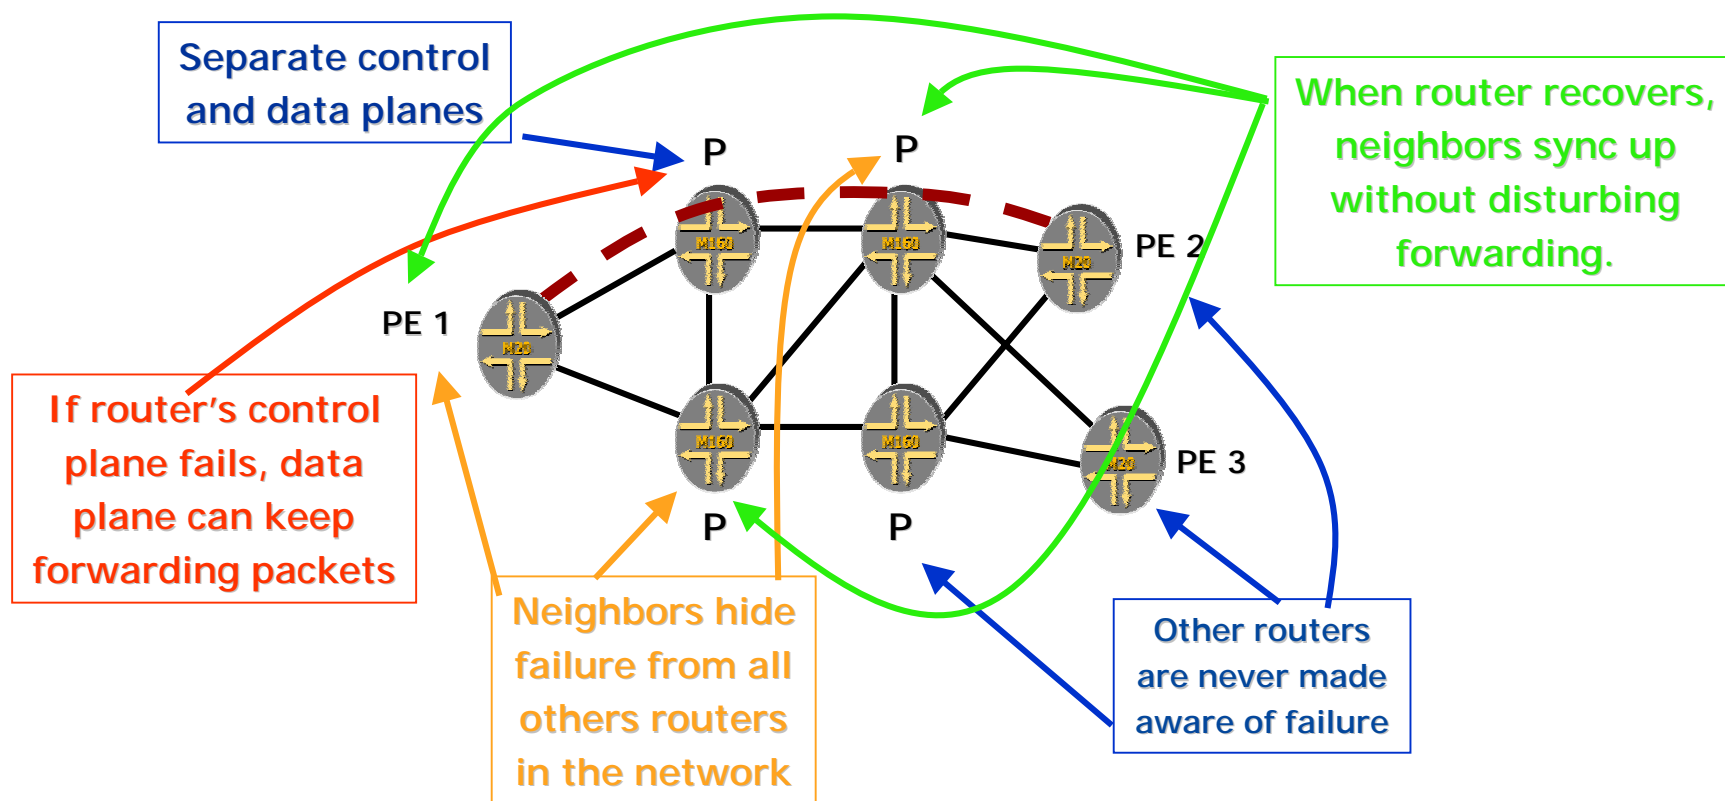 Separate control
and data planes
When router recovers,
neighbors sync up
without disturbing
forwarding.
P
P
M160
M160
M20
PE 2
PE 1
M20
If router's control
plane fails, data
plane can keep
forwarding packets
M160
M160
M20
PE 3
P
P
Neighbors hide
failure from all
others routers
in the network
Other routers
are never made
aware of failure